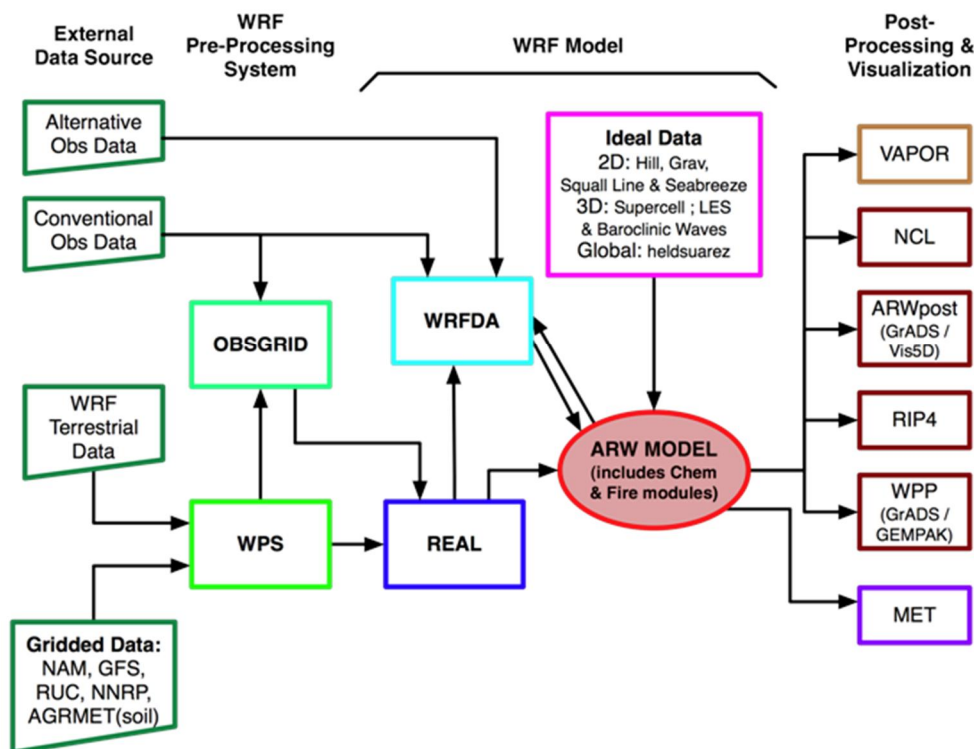 External
Data Source
WRF
Pre-Processing
System
WRF Model
Post-
Processing &
Visualization
Alternative
Obs Data
Conventional
Obs Data
WRF
Terrestrial
Data
Gridded Data:
NAM, GFS,
RUC, NNRP,
AGRMET(soil)
OBSGRID
WPS
WRFDA
REAL
Ideal Data
2D: Hill, Grav,
Squall Line & Seabreeze
3D: Supercell ; LES
& Baroclinic Waves
Global: heldsuarez
ARW MODEL
(includes Chem
& Fire modules)
VAPOR
NCL
ARWpost
(GrADS /
Vis5D)
RIP4
WPP
(GrADS /
GEMPAK)
MET